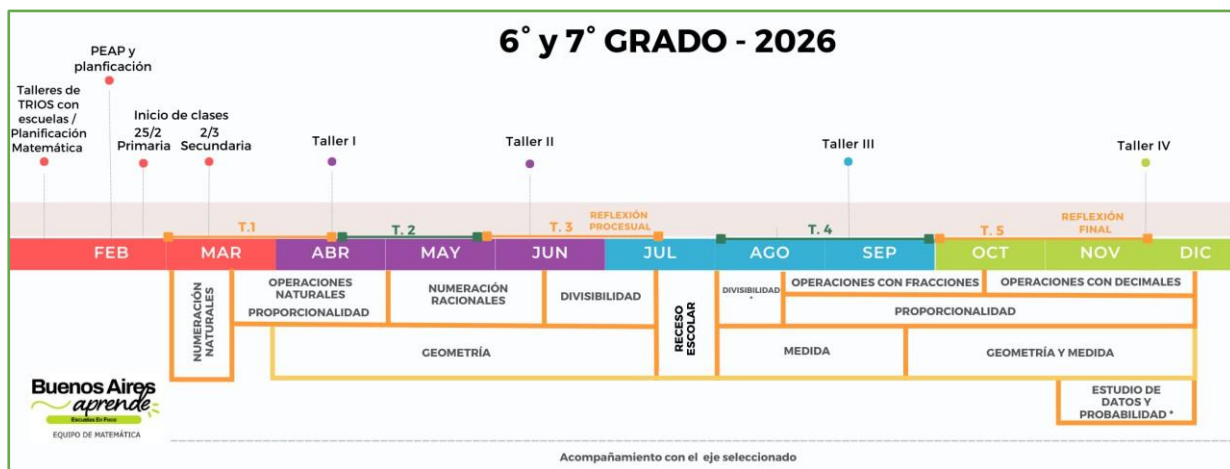 6° y 7° GRADO - 2026
PEAP y
planficación
Talleres de
TRIOS con
escuelas /
Planificación
Matemática
Inicio de clases
25/2
Primaria
2/3
Secundaria
Taller I
Taller II
Taller III
Taller IV
T.1
T. 2
T. 3
REFLEXIÓN
PROCESUAL
T. 4
T. 5
REFLEXIÓN
FINAL
FEB MAR ABR MAY JUN JUL AGO SEP OCT NOV DIC
NUMERACIÓN
NATURALES
OPERACIONES
NATURALES
PROPORCIONALIDAD
NUMERACIÓN
RACIONALES
DIVISIBILIDAD
RECESO
ESCOLAR
DIVISIBILIDAD
*
OPERACIONES CON FRACCIONES
OPERACIONES CON DECIMALES
PROPORCIONALIDAD
GEOMETRÍA
MEDIDA
GEOMETRÍA Y MEDIDA
ESTUDIO DE
DATOS Y
PROBABILIDAD *
Buenos Aires
aprende
Escuelas En Foco
EQUIPO DE MATEMÁTICA
Acompañamiento con el eje seleccionado